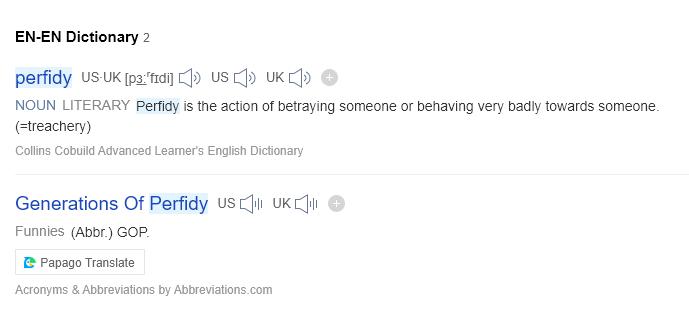 EN-EN Dictionary 2
perfidy US·UK [pɜ:ʳfɪdi] US UK
NOUN LITERARY Perfidy is the action of betraying someone or behaving very badly towards someone.
(=treachery)
Collins Cobuild Advanced Learner's English Dictionary
Generations Of Perfidy US UK
Funnies (Abbr.) GOP.
Papago Translate
Acronyms & Abbreviations by Abbreviations.com